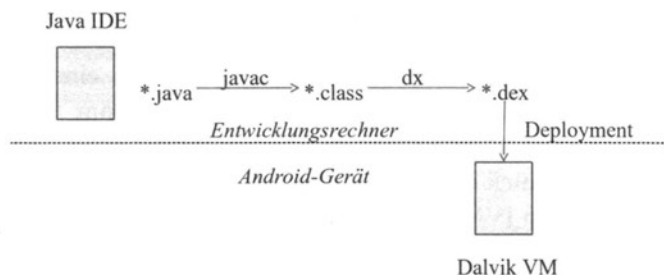 Java IDE
javac
dx
*.java
*.class
*.dex
Entwicklungsrechner
Deployment
Android-Gerät
Dalvik VM